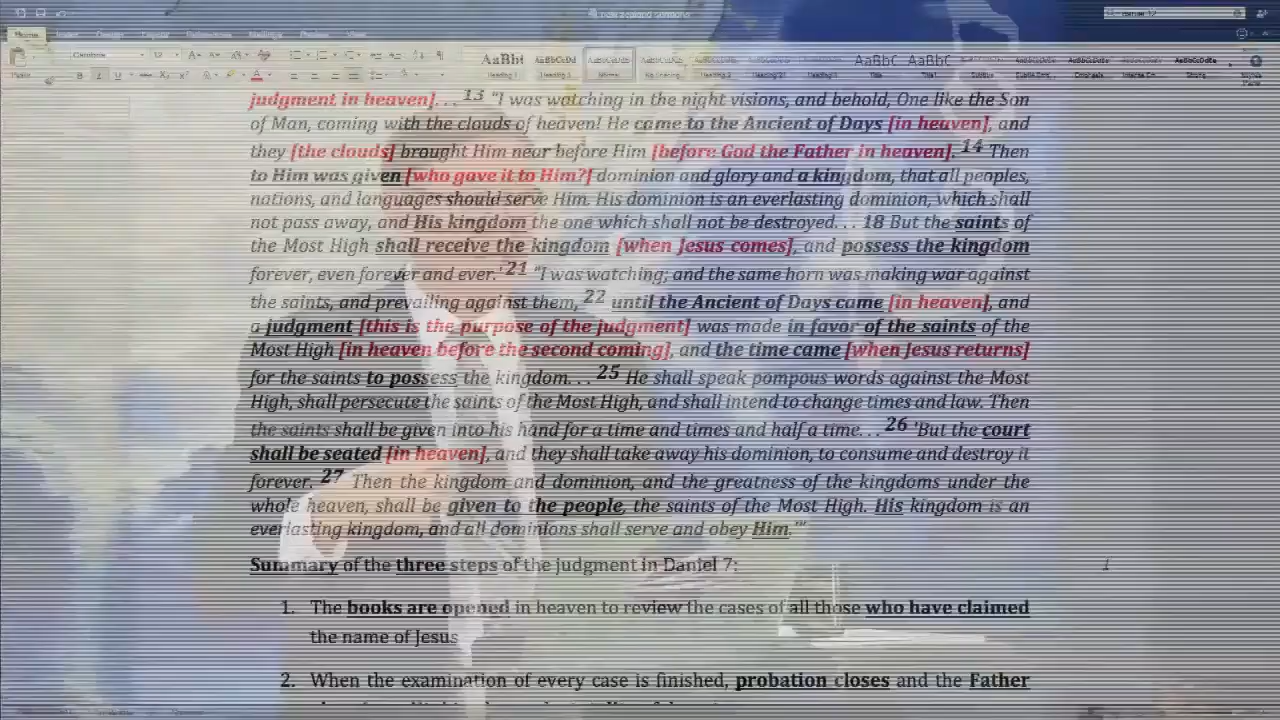 AaBbI AaBbCcDd AaBbCcDc AaBbCcDc AaBbC AaBbC
judgment in heaven]. . . 13 “I was watching in the night visions, and behold, One like the Son
of Man, coming with the clouds of heaven! He came to the Ancient of Days [in heaven], and
they [the clouds] brought Him near before Him [before God the Father in heaven]. 14 Then
to Him was given [who gave it to Him?] dominion and glory and a kingdom, that all peoples,
nations, and languages should serve Him. His dominion is an everlasting dominion, which shall
not pass away, and His kingdom the one which shall not be destroyed. . . 18 But the saints of
the Most High shall receive the kingdom [when Jesus comes], and possess the kingdom
forever, even forever and ever.’ 21 “I was watching; and the same horn was making war against
the saints, and prevailing against them, 22 until the Ancient of Days came [in heaven], and
a judgment [this is the purpose of the judgment] was made in favor of the saints of the
Most High [in heaven before the second coming], and the time came [when Jesus returns]
for the saints to possess the kingdom. . . 25 He shall speak pompous words against the Most
High, shall persecute the saints of the Most High, and shall intend to change times and law. Then
the saints shall be given into his hand for a time and times and half a time. . . 26 ‘But the court
shall be seated [in heaven], and they shall take away his dominion, to consume and destroy it
forever. 27 Then the kingdom and dominion, and the greatness of the kingdoms under the
whole heaven, shall be given to the people, the saints of the Most High. His kingdom is an
everlasting kingdom, and all dominions shall serve and obey Him.’”
Summary of the three steps of the judgment in Daniel 7:
1. The books are opened in heaven to review the cases of all those who have claimed
the name of Jesus
2. When the examination of every case is finished, probation closes and the Father